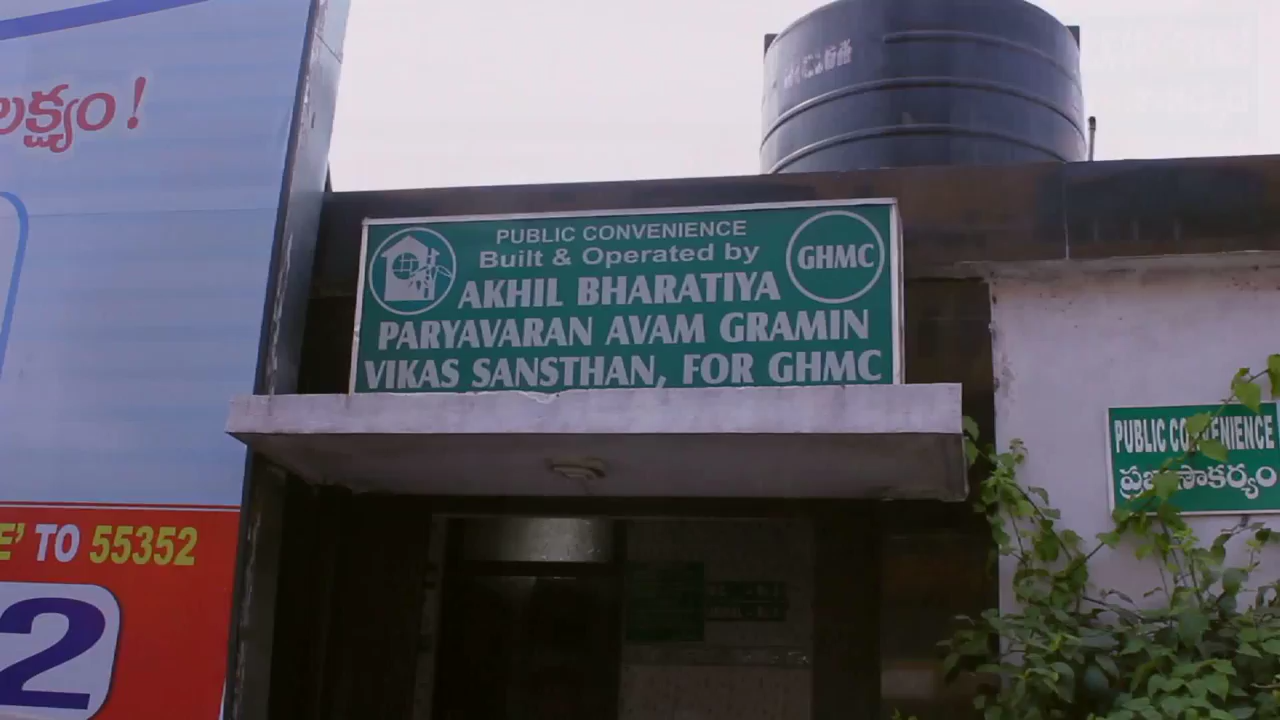 లక్ష్యం!
PUBLIC CONVENIENCE
Built & Operated by
AKHIL BHARATIYA
PARYAVARAN AVAM GRAMIN
VIKAS SANSTHAN, FOR GHMC
GHMC
PUBLIC CONVENIENCE
ప్రజా సౌకర్యం
E' TO 55352
2